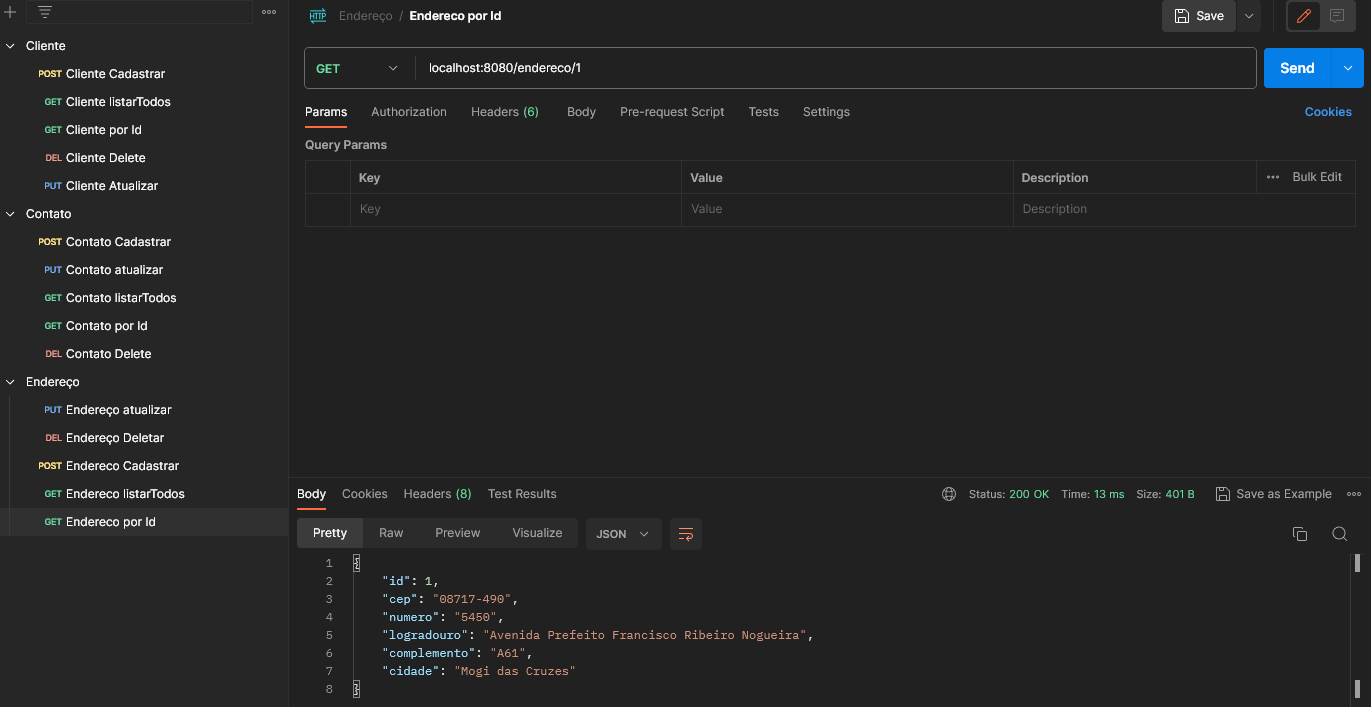 HTTP Endereço / Endereco por Id
Save
Cliente
POST Cliente Cadastrar
GET Cliente listarTodos
GET Cliente por Id
DEL Cliente Delete
PUT Cliente Atualizar
Contato
POST Contato Cadastrar
PUT Contato atualizar
GET Contato listarTodos
GET Contato por Id
DEL Contato Delete
Endereço
PUT Endereço atualizar
DEL Endereço Deletar
POST Endereco Cadastrar
GET Endereco listarTodos
GET Endereco por Id
GET localhost:8080/endereco/1 Send
Params Authorization Headers (6) Body Pre-request Script Tests Settings Cookies
Query Params
Key Value Description Bulk Edit
Key Value Description
Body Cookies Headers (8) Test Results Status: 200 OK Time: 13 ms Size: 401 B Save as Example
Pretty Raw Preview Visualize JSON
1 {
2 "id": 1,
3 "cep": "08717-490",
4 "numero": "5450",
5 "logradouro": "Avenida Prefeito Francisco Ribeiro Nogueira",
6 "complemento": "A61",
7 "cidade": "Mogi das Cruzes"
8 }